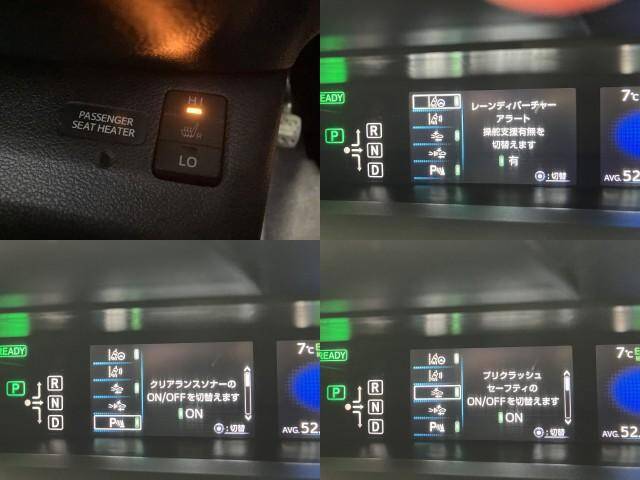 PASSENGER
SEAT HEATER
HI
LO
READY
P
R
N
D
レーンディパーチャー
アラート
操舵支援有無を
切替えます
有
:切替
7℃
AVG.52
READY
P
R
N
D
クリアランスソナーの
ON/OFFを切替えます
ON
:切替
7℃
AVG.52.
READY
P
R
N
D
プリクラッシュ
セーフティの
ON/OFFを切替えます
ON
:切替
7℃
AVG.52